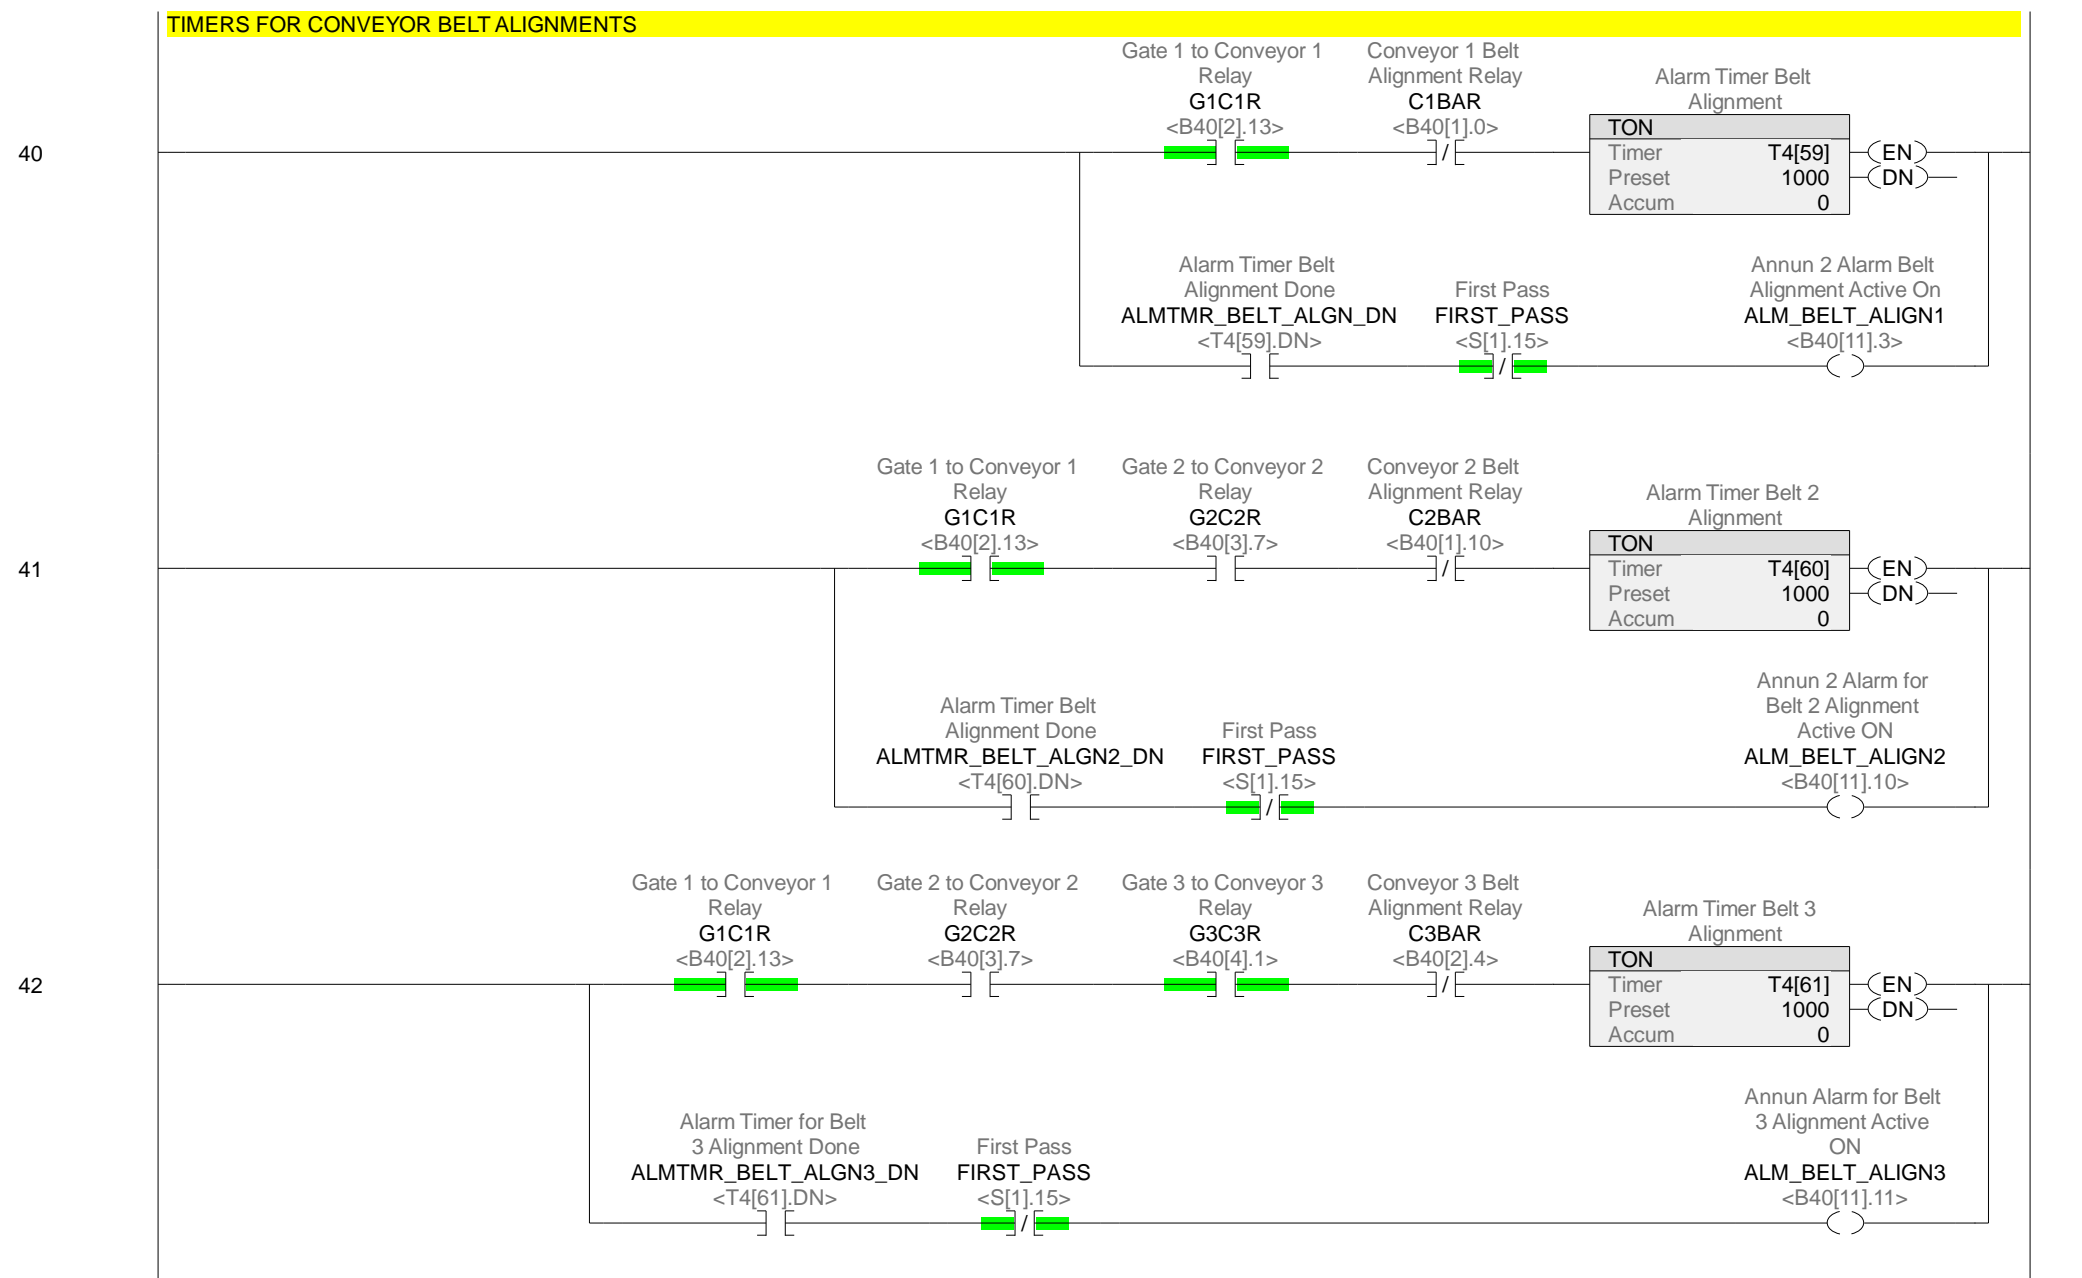 TIMERS FOR CONVEYOR BELT ALIGNMENTS
40
Gate 1 to Conveyor 1
Relay
G1C1R
<B40[2].13>
Conveyor 1 Belt
Alignment Relay
C1BAR
<B40[1].0>
/
Alarm Timer Belt
Alignment
TON
Timer T4[59]
Preset 1000
Accum 0
EN
DN
Alarm Timer Belt
Alignment Done
ALMTMR_BELT_ALGN_DN
<T4[59].DN>
First Pass
FIRST_PASS
<S[1].15>
/
Annun 2 Alarm Belt
Alignment Active On
ALM_BELT_ALIGN1
<B40[11].3>
41
Gate 1 to Conveyor 1
Relay
G1C1R
<B40[2].13>
Gate 2 to Conveyor 2
Relay
G2C2R
<B40[3].7>
Conveyor 2 Belt
Alignment Relay
C2BAR
<B40[1].10>
/
Alarm Timer Belt 2
Alignment
TON
Timer T4[60]
Preset 1000
Accum 0
EN
DN
Alarm Timer Belt
Alignment Done
ALMTMR_BELT_ALGN2_DN
<T4[60].DN>
First Pass
FIRST_PASS
<S[1].15>
/
Annun 2 Alarm for
Belt 2 Alignment
Active ON
ALM_BELT_ALIGN2
<B40[11].10>
42
Gate 1 to Conveyor 1
Relay
G1C1R
<B40[2].13>
Gate 2 to Conveyor 2
Relay
G2C2R
<B40[3].7>
Gate 3 to Conveyor 3
Relay
G3C3R
<B40[4].1>
Conveyor 3 Belt
Alignment Relay
C3BAR
<B40[2].4>
/
Alarm Timer Belt 3
Alignment
TON
Timer T4[61]
Preset 1000
Accum 0
EN
DN
Alarm Timer for Belt
3 Alignment Done
ALMTMR_BELT_ALGN3_DN
<T4[61].DN>
First Pass
FIRST_PASS
<S[1].15>
/
Annun Alarm for Belt
3 Alignment Active
ON
ALM_BELT_ALIGN3
<B40[11].11>